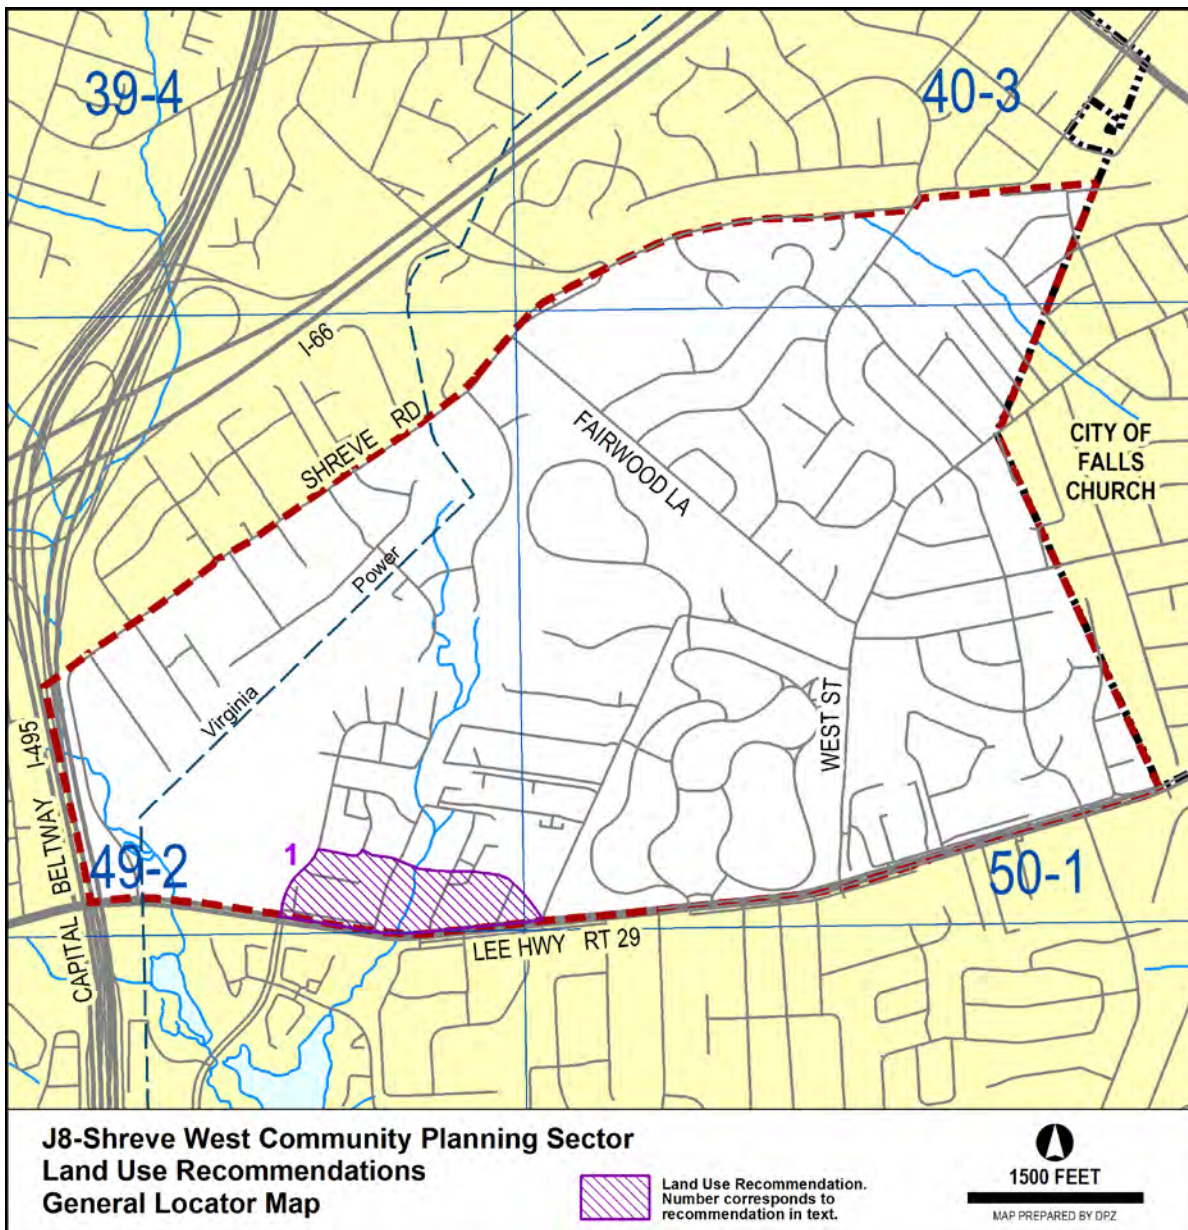 39-4
40-3
I-66
SHREVE RD
FAIRWOOD LA
CITY OF
FALLS
CHURCH
Virginia Power
WEST ST
CAPITAL BELTWAY I-495
1
49-2
50-1
LEE HWY RT 29
J8-Shreve West Community Planning Sector
Land Use Recommendations
General Locator Map
Land Use Recommendation.
Number corresponds to
recommendation in text.
1500 FEET
MAP PREPARED BY DPZ